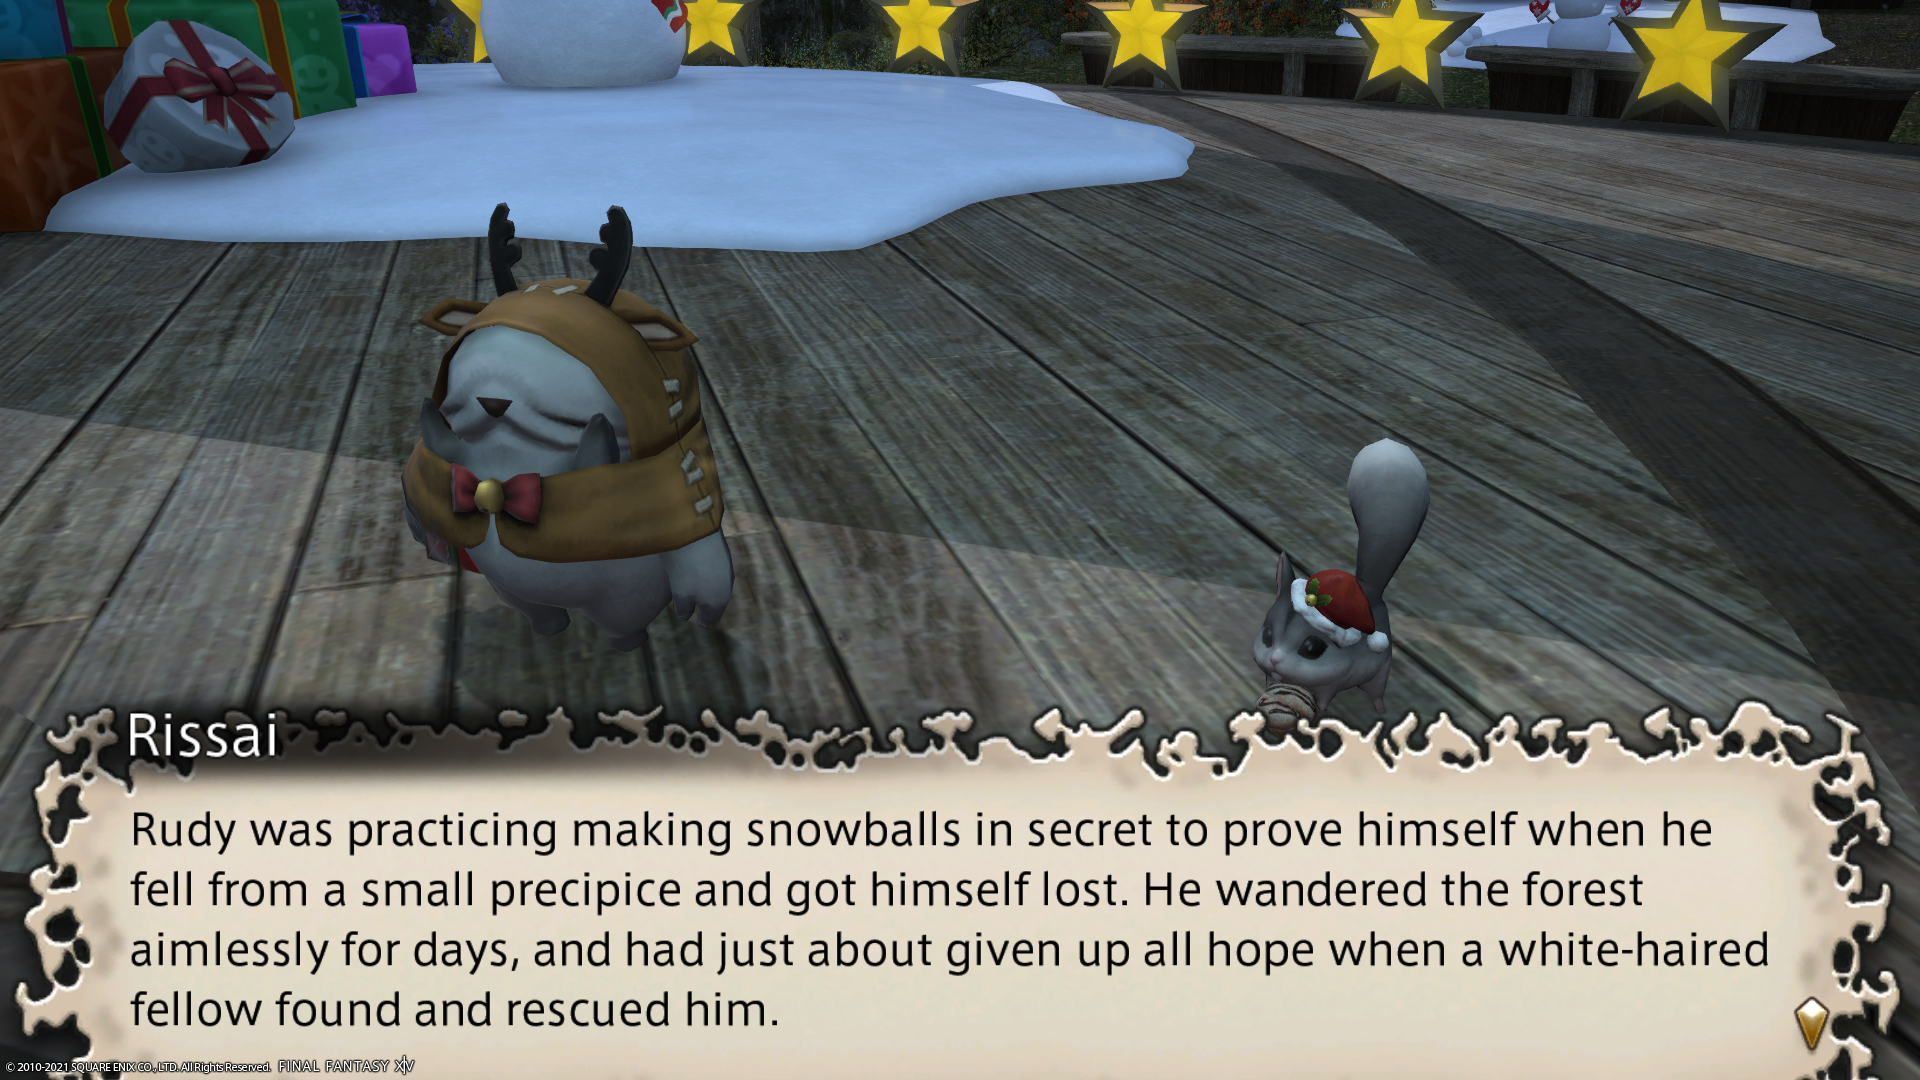 Rissai
Rudy was practicing making snowballs in secret to prove himself when he
fell from a small precipice and got himself lost. He wandered the forest
aimlessly for days, and had just about given up all hope when a white-haired
fellow found and rescued him.
© 2010-2021 SQUARE ENIX CO., LTD. All Rights Reserved. FINAL FANTASY XIV